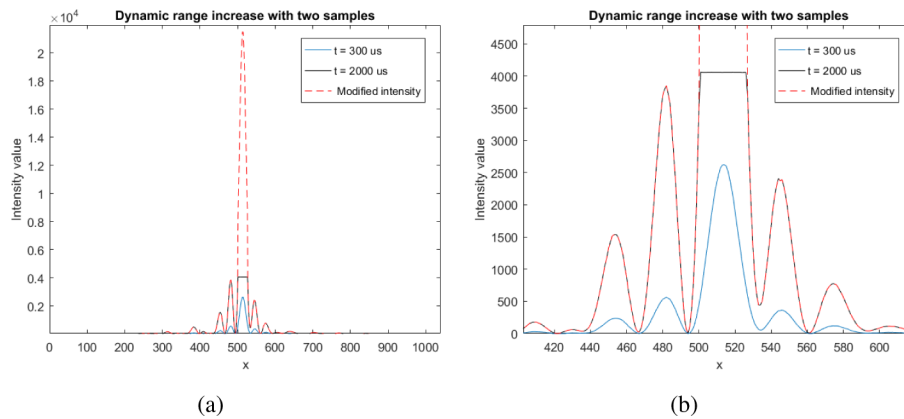 Dynamic range increase with two samples
×10⁴
2
1.8
1.6
1.4
1.2
1
0.8
0.6
0.4
0.2
Intensity value
0 100 200 300 400 500 600 700 800 900 1000
x
t = 300 us
t = 2000 us
Modified intensity
(a)
Dynamic range increase with two samples
4500
4000
3500
3000
2500
2000
1500
1000
500
0
Intensity value
420 440 460 480 500 520 540 560 580 600
x
t = 300 us
t = 2000 us
Modified intensity
(b)